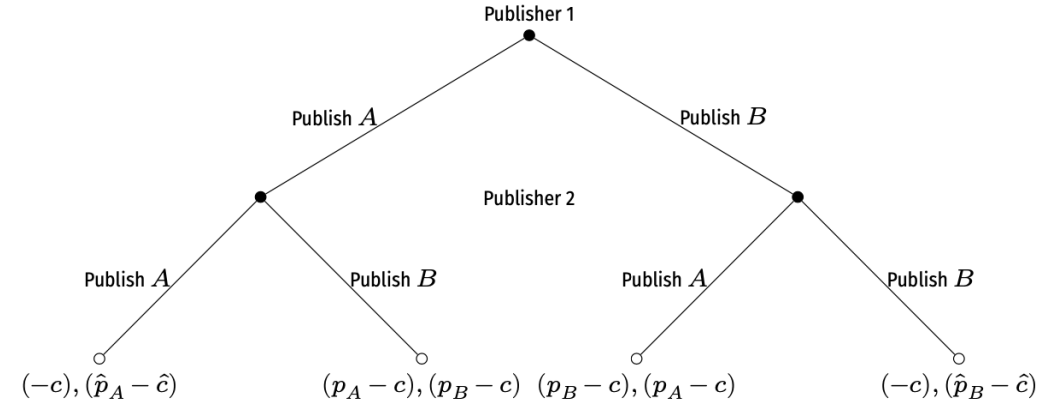 Publisher 1
Publish A
Publish B
Publisher 2
Publish A
Publish B
Publish A
Publish B
(−c), (p̂_A − ĉ)
(p_A − c), (p_B − c)
(p_B − c), (p_A − c)
(−c), (p̂_B − ĉ)